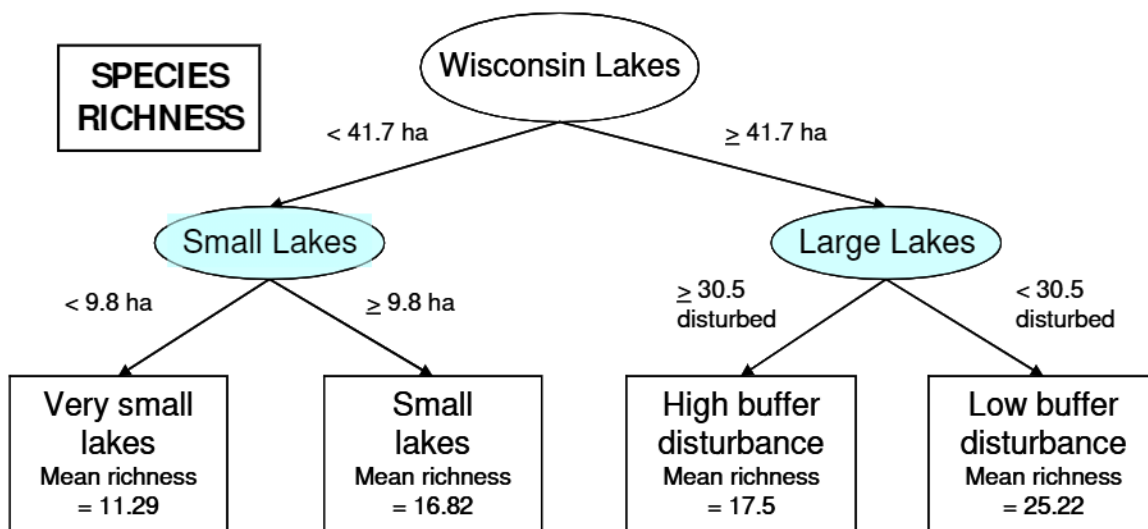 SPECIES
RICHNESS
Wisconsin Lakes
< 41.7 ha
≥ 41.7 ha
Small Lakes
Large Lakes
< 9.8 ha
≥ 9.8 ha
≥ 30.5
disturbed
< 30.5
disturbed
Very small
lakes
Mean richness
= 11.29
Small
lakes
Mean richness
= 16.82
High buffer
disturbance
Mean richness
= 17.5
Low buffer
disturbance
Mean richness
= 25.22